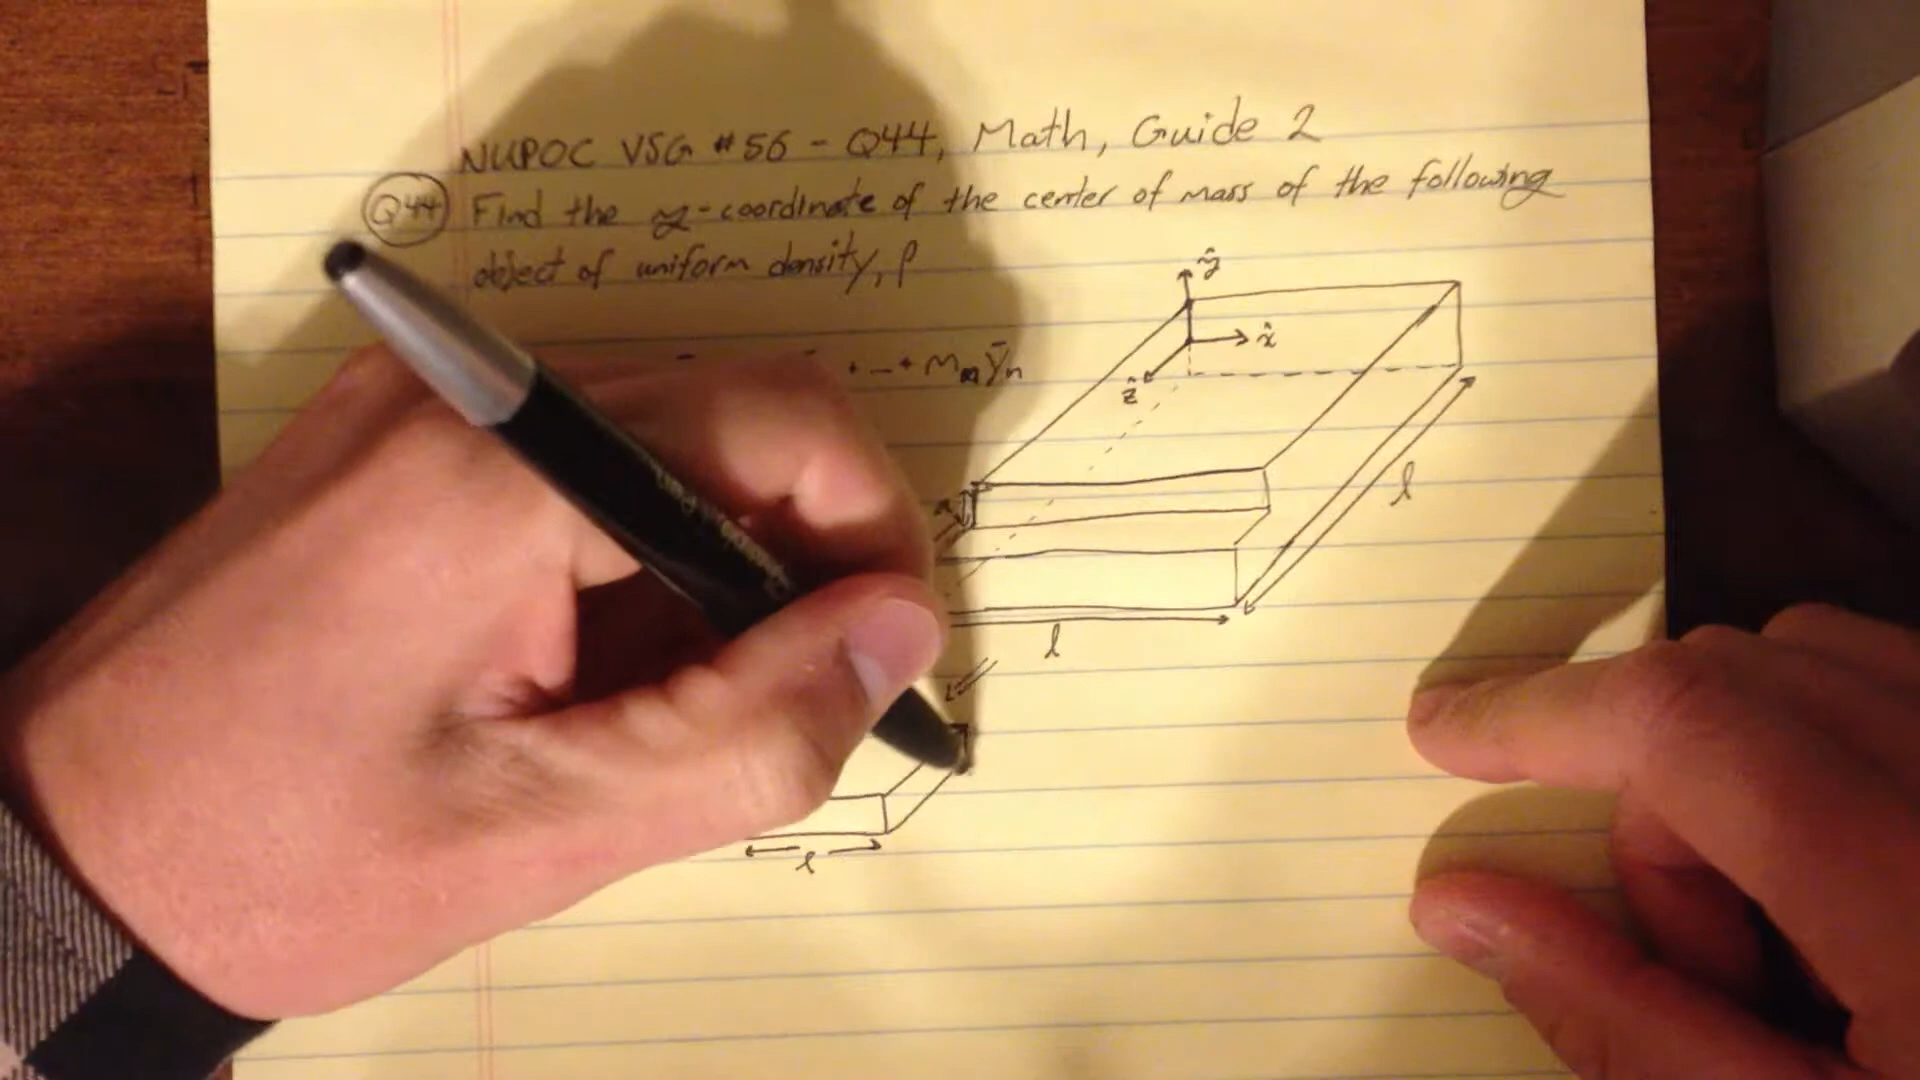 NUPOC VSG #56 - Q44, Math, Guide 2
Q44 Find the y-coordinate of the center of mass of the following
object of uniform density, ρ
ŷ
x̂
+ ... + Mₙȳₙ
ẑ
a
l
l
l